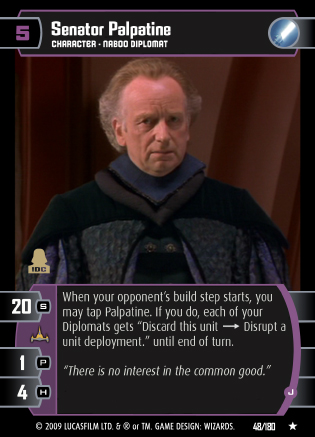 5
Senator Palpatine
CHARACTER - NABOO DIPLOMAT
IDC
20 S
1 P
4 H
When your opponent's build step starts, you
may tap Palpatine. If you do, each of your
Diplomats gets "Discard this unit → Disrupt a
unit deployment." until end of turn.
"There is no interest in the common good."
J
© 2009 LUCASFILM LTD. & ® or TM. GAME DESIGN: WIZARDS. 48/180 ★